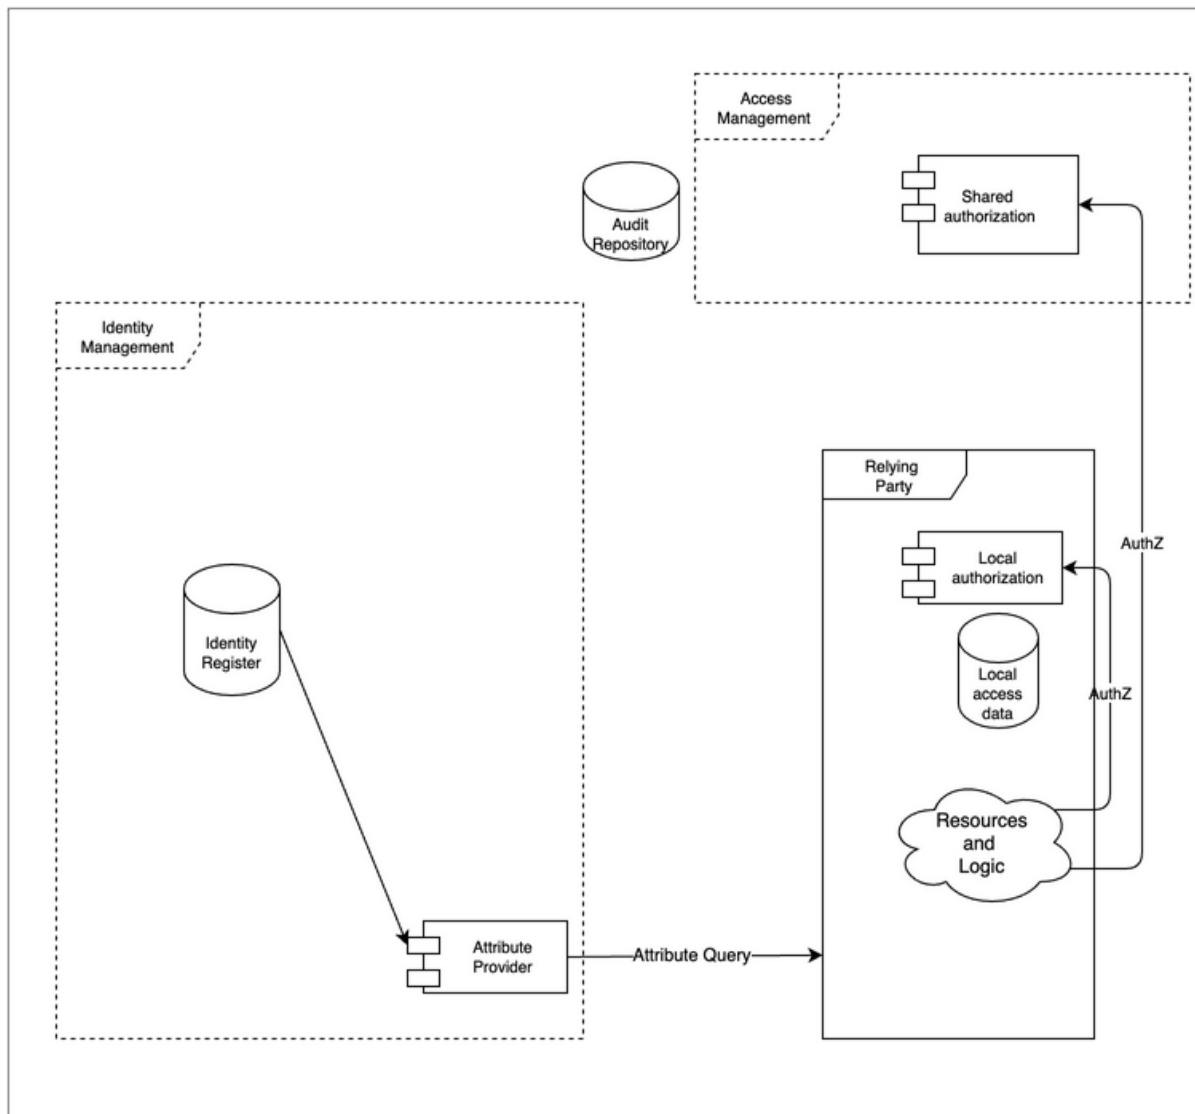 Access
Management
Shared
authorization
Audit
Repository
Identity
Management
Relying
Party
Local
authorization
AuthZ
Identity
Register
Local
access
data
AuthZ
Resources
and
Logic
Attribute
Provider
Attribute Query